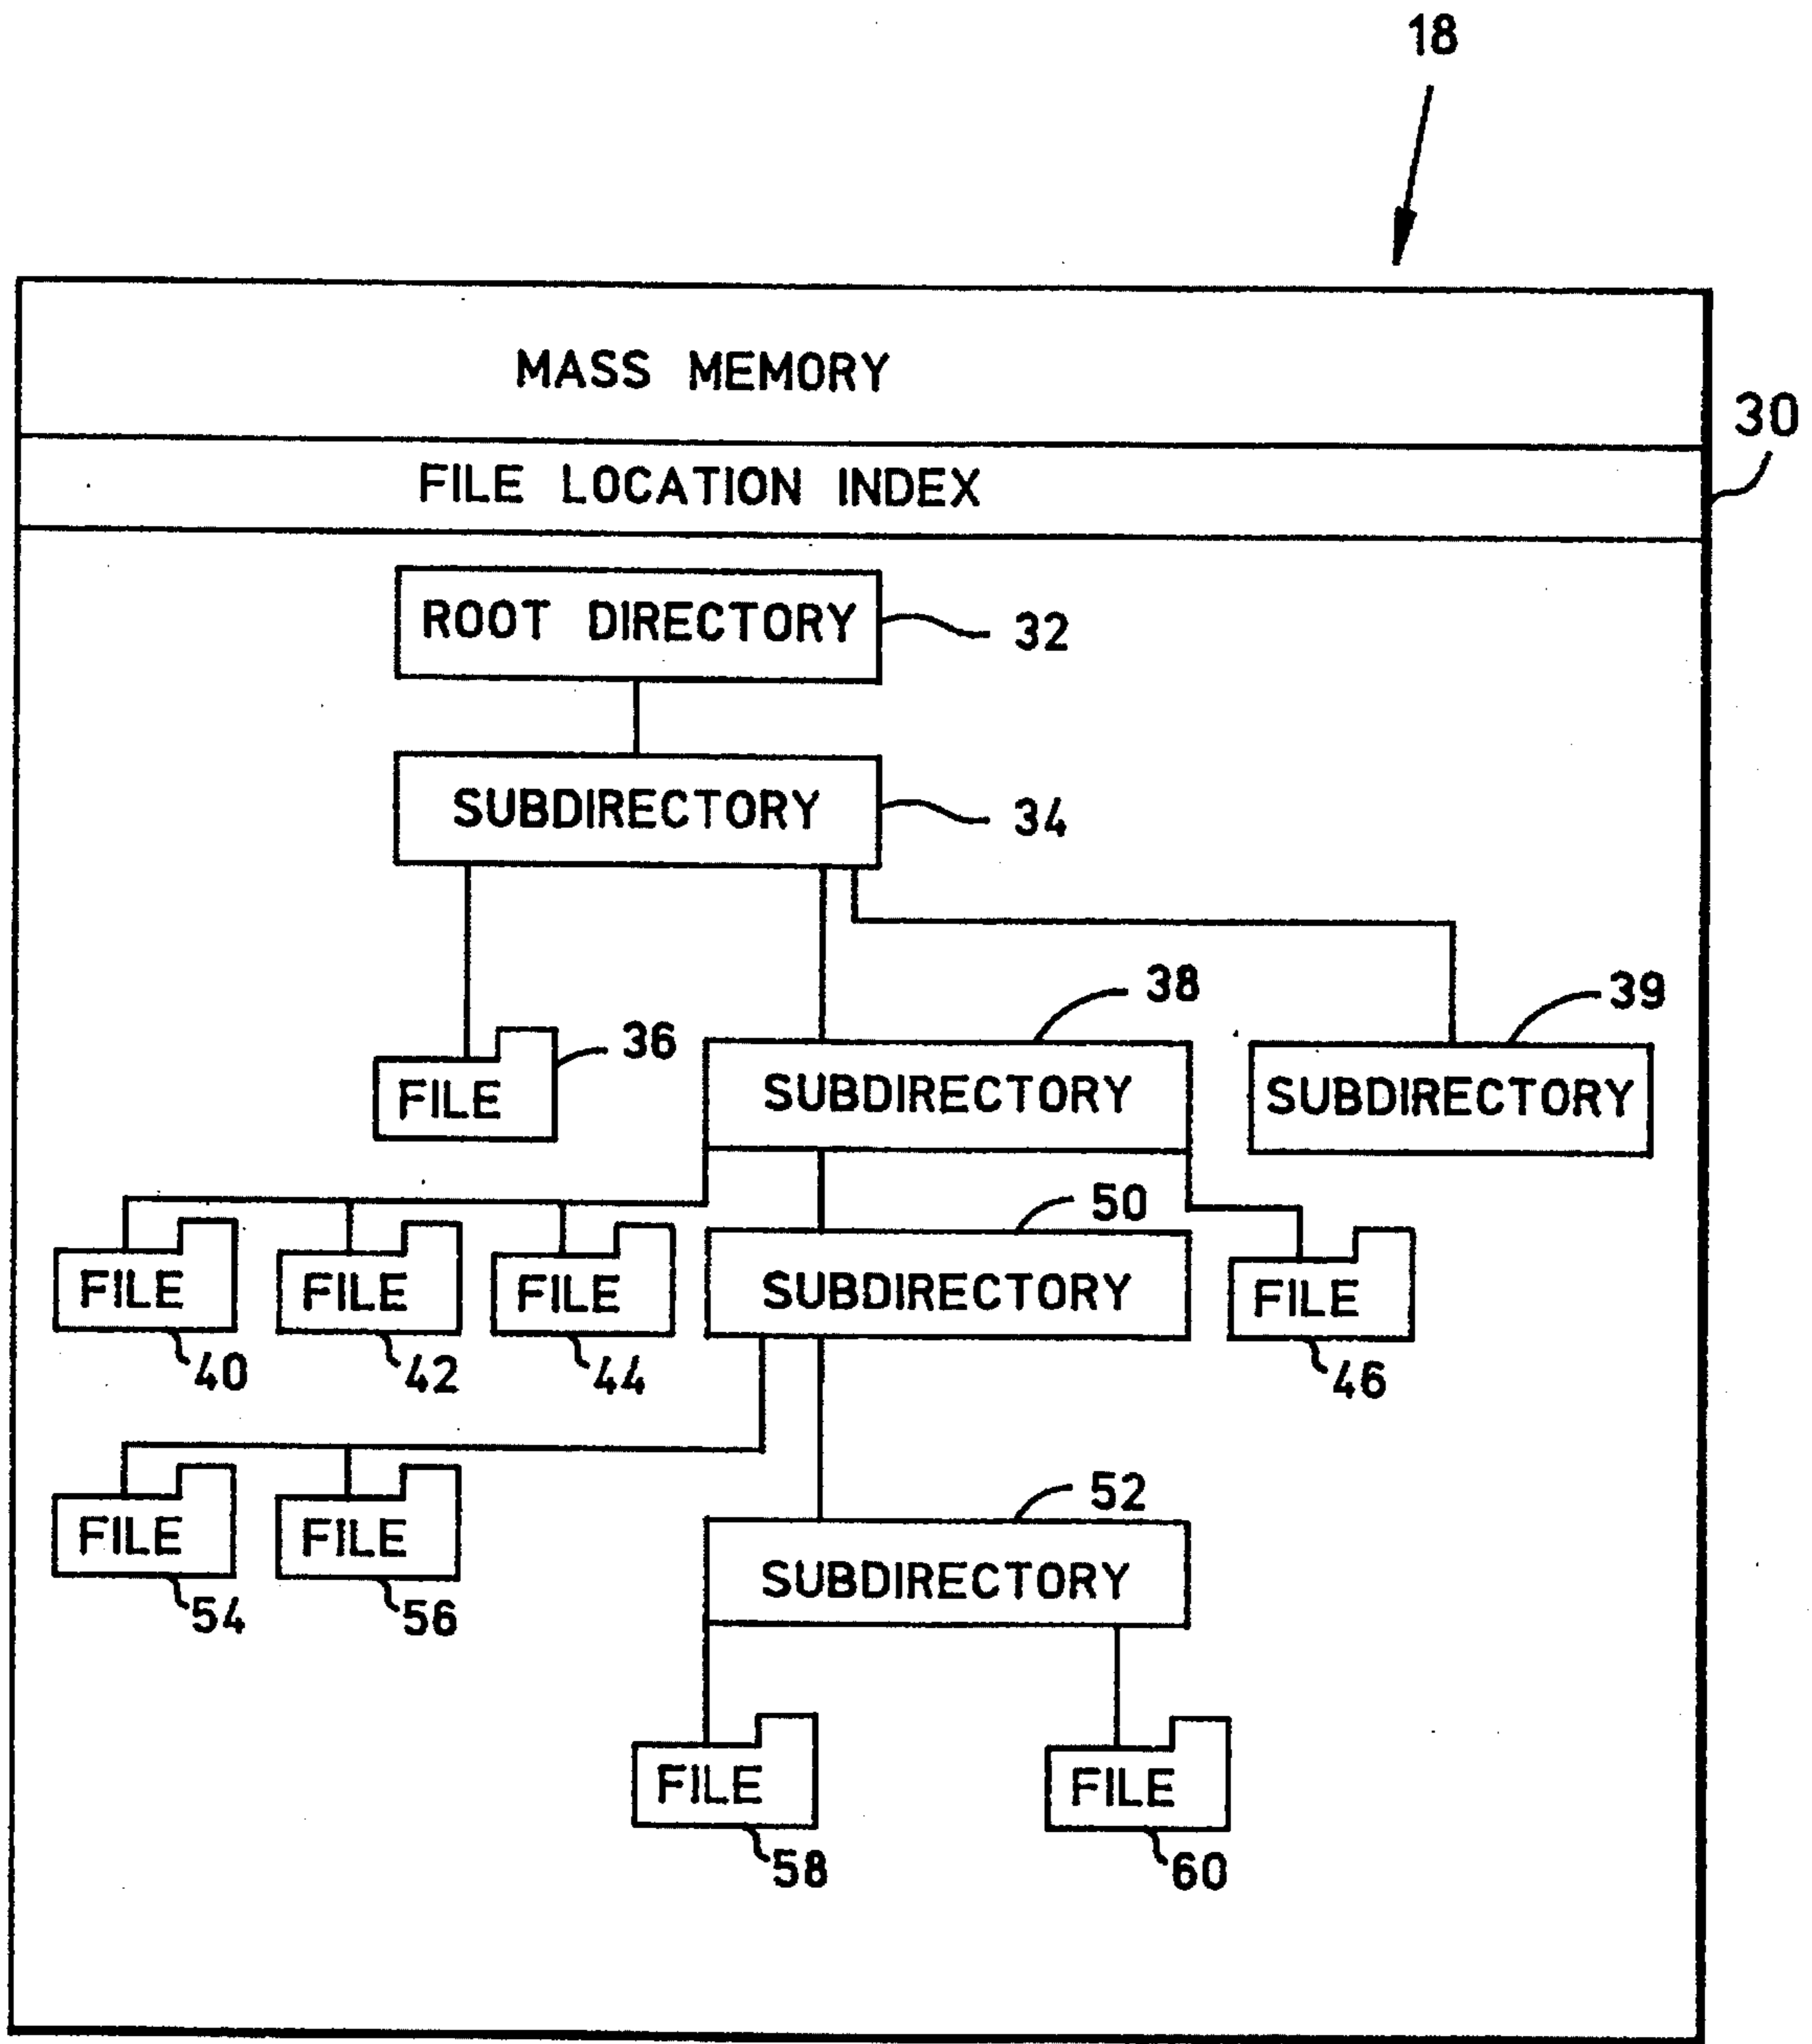 18
MASS MEMORY
30
FILE LOCATION INDEX
ROOT DIRECTORY
32
SUBDIRECTORY
34
38
39
36
FILE
SUBDIRECTORY
SUBDIRECTORY
50
FILE
FILE
FILE
SUBDIRECTORY
FILE
40
42
44
46
52
FILE
FILE
SUBDIRECTORY
54
56
FILE
FILE
58
60